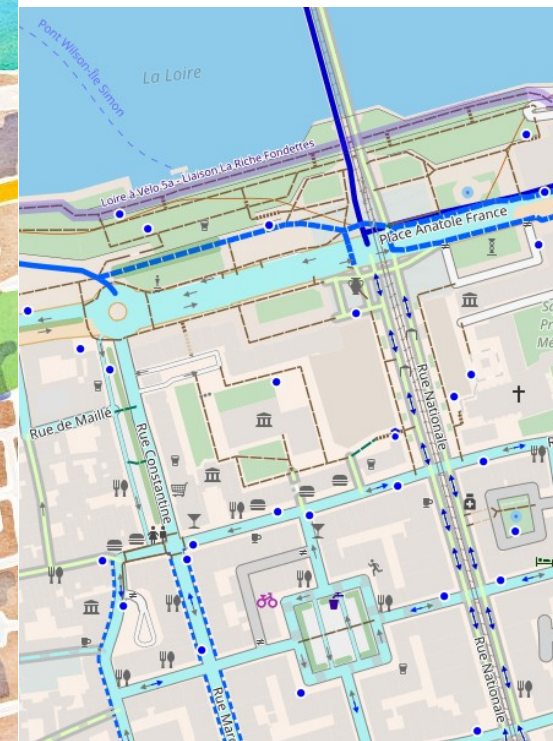 Pont Wilson-Île Simon
La Loire
Loire à Vélo 5a - Liaison La Riche Fondettes
Place Anatole France
Rue Nationale
Rue de Maillé
Rue Constantine
Rue Nationale